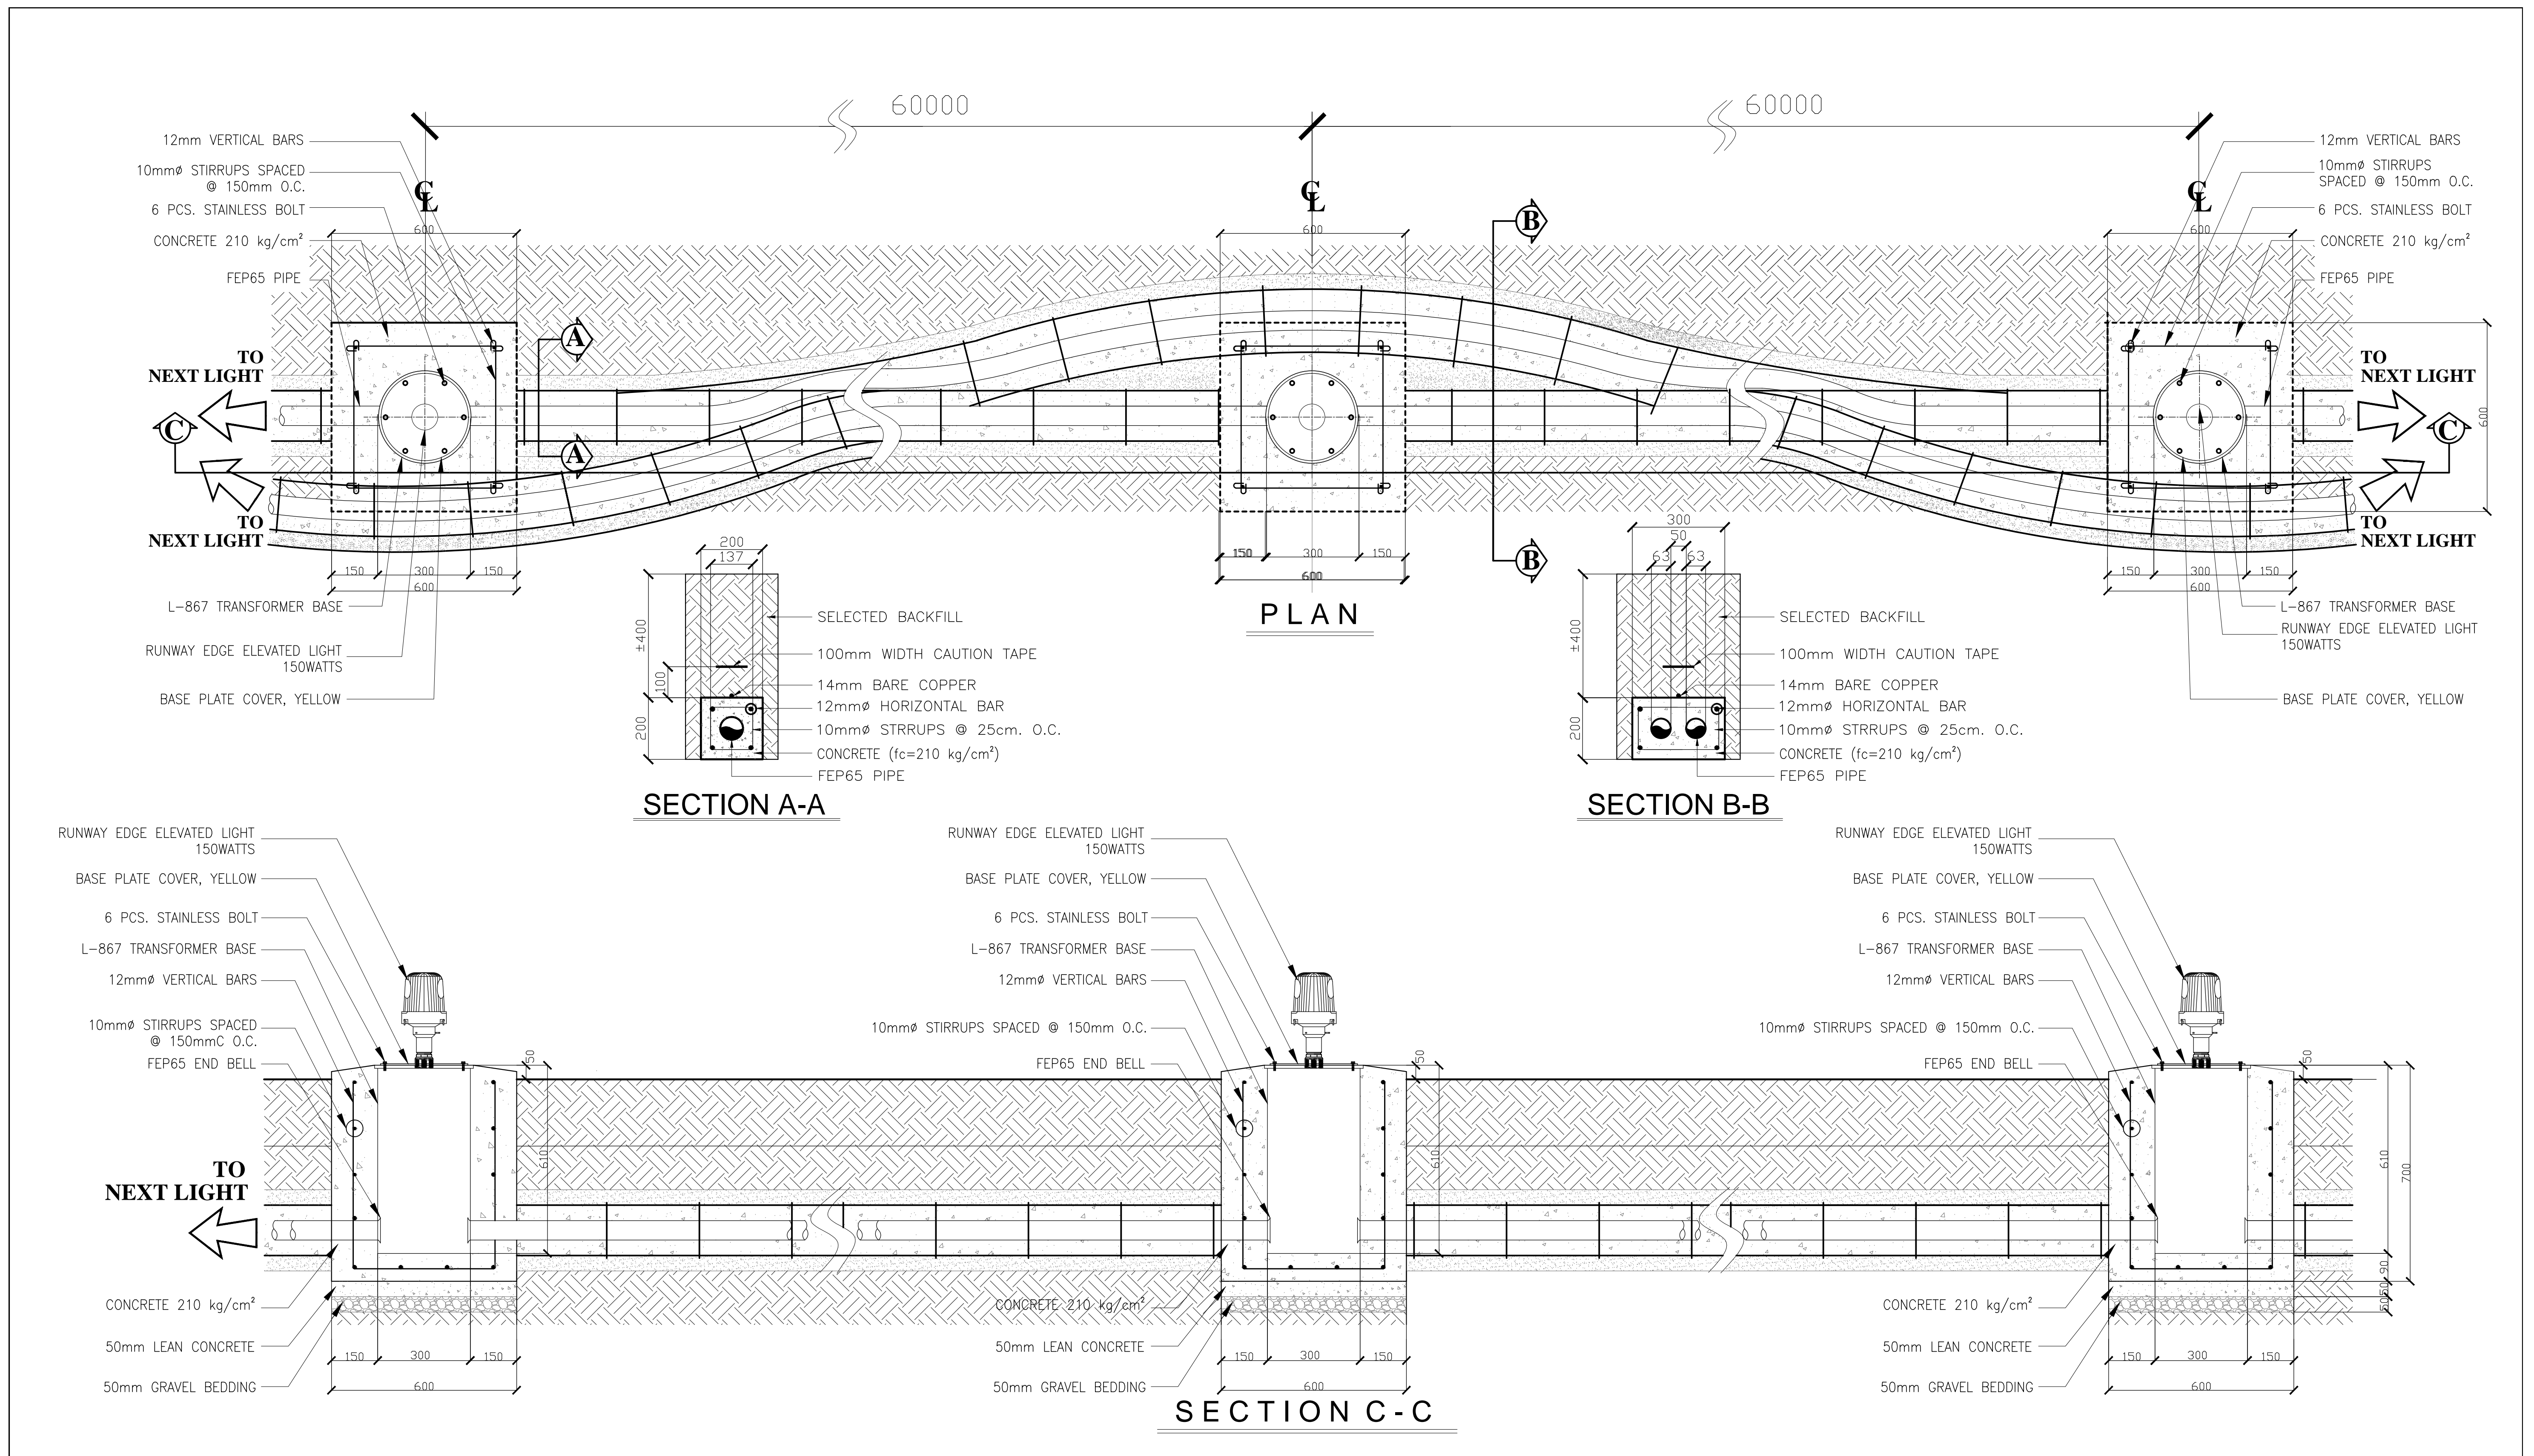 60000
60000
12mm VERTICAL BARS
10mmø STIRRUPS SPACED
@ 150mm O.C.
6 PCS. STAINLESS BOLT
CONCRETE 210 kg/cm²
FEP65 PIPE
TO
NEXT LIGHT
C
TO
NEXT LIGHT
L-867 TRANSFORMER BASE
RUNWAY EDGE ELEVATED LIGHT
150WATTS
BASE PLATE COVER, YELLOW
CL
600
A
A
150
300
150
600
CL
600
150
300
150
600
PLAN
B
B
CL
600
12mm VERTICAL BARS
10mmø STIRRUPS
SPACED @ 150mm O.C.
6 PCS. STAINLESS BOLT
CONCRETE 210 kg/cm²
FEP65 PIPE
TO
NEXT LIGHT
C
600
TO
NEXT LIGHT
150
300
150
600
L-867 TRANSFORMER BASE
RUNWAY EDGE ELEVATED LIGHT
150WATTS
BASE PLATE COVER, YELLOW
200
137
±400
100
200
SELECTED BACKFILL
100mm WIDTH CAUTION TAPE
14mm BARE COPPER
12mmø HORIZONTAL BAR
10mmø STRRUPS @ 25cm. O.C.
CONCRETE (fc=210 kg/cm²)
FEP65 PIPE
SECTION A-A
300
50
63
63
±400
200
SELECTED BACKFILL
100mm WIDTH CAUTION TAPE
14mm BARE COPPER
12mmø HORIZONTAL BAR
10mmø STRRUPS @ 25cm. O.C.
CONCRETE (fc=210 kg/cm²)
FEP65 PIPE
SECTION B-B
RUNWAY EDGE ELEVATED LIGHT
150WATTS
BASE PLATE COVER, YELLOW
6 PCS. STAINLESS BOLT
L-867 TRANSFORMER BASE
12mmø VERTICAL BARS
10mmø STIRRUPS SPACED
@ 150mmC O.C.
FEP65 END BELL
TO
NEXT LIGHT
CONCRETE 210 kg/cm²
50mm LEAN CONCRETE
50mm GRAVEL BEDDING
50
610
150
300
150
600
RUNWAY EDGE ELEVATED LIGHT
150WATTS
BASE PLATE COVER, YELLOW
6 PCS. STAINLESS BOLT
L-867 TRANSFORMER BASE
12mmø VERTICAL BARS
10mmø STIRRUPS SPACED @ 150mm O.C.
FEP65 END BELL
CONCRETE 210 kg/cm²
50mm LEAN CONCRETE
50mm GRAVEL BEDDING
50
610
150
300
150
600
RUNWAY EDGE ELEVATED LIGHT
150WATTS
BASE PLATE COVER, YELLOW
6 PCS. STAINLESS BOLT
L-867 TRANSFORMER BASE
12mmø VERTICAL BARS
10mmø STIRRUPS SPACED @ 150mm O.C.
FEP65 END BELL
CONCRETE 210 kg/cm²
50mm LEAN CONCRETE
50mm GRAVEL BEDDING
50
610
700
90
50
50
150
300
150
600
SECTION C-C